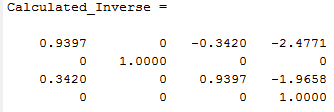 Calculated_Inverse =
0.9397 0 -0.3420 -2.4771
0 1.0000 0 0
0.3420 0 0.9397 -1.9658
0 0 0 1.0000